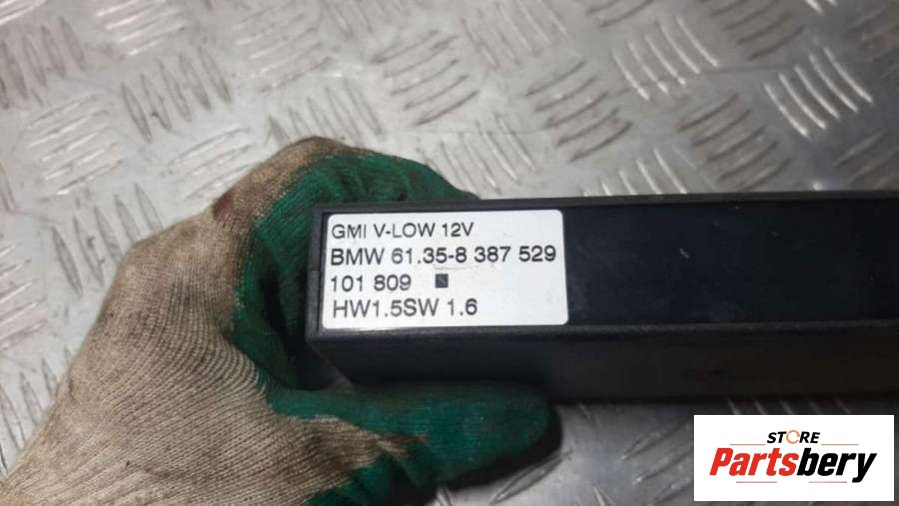 GMI V-LOW 12V
BMW 61.35-8 387 529
101 809
HW1.5SW 1.6
STORE
Partsbery